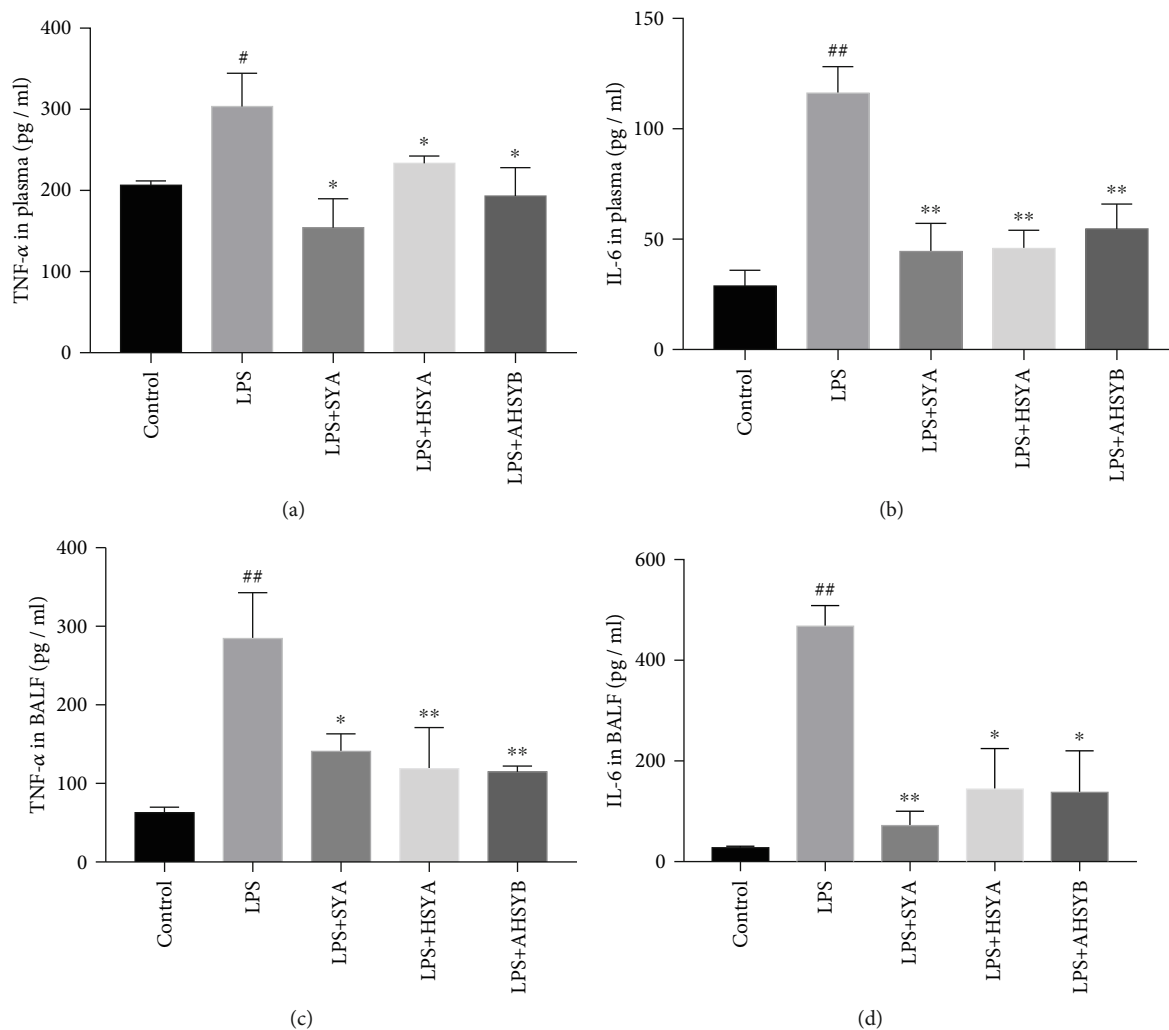 TNF-α in plasma (pg / ml)
400
300
200
100
0
#
*
*
*
Control
LPS
LPS+SYA
LPS+HSYA
LPS+AHSYB
(a)
IL-6 in plasma (pg / ml)
150
100
50
0
##
**
**
**
Control
LPS
LPS+SYA
LPS+HSYA
LPS+AHSYB
(b)
TNF-α in BALF (pg / ml)
400
300
200
100
0
##
*
**
**
Control
LPS
LPS+SYA
LPS+HSYA
LPS+AHSYB
(c)
IL-6 in BALF (pg / ml)
600
400
200
0
##
**
*
*
Control
LPS
LPS+SYA
LPS+HSYA
LPS+AHSYB
(d)